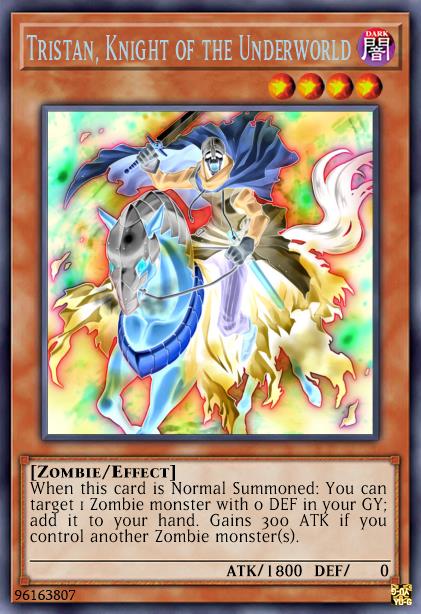 Tristan, Knight of the Underworld
DARK
闇
[Zombie/Effect]
When this card is Normal Summoned: You can
target 1 Zombie monster with 0 DEF in your GY;
add it to your hand. Gains 300 ATK if you
control another Zombie monster(s).
ATK/1800 DEF/ 0
96163807